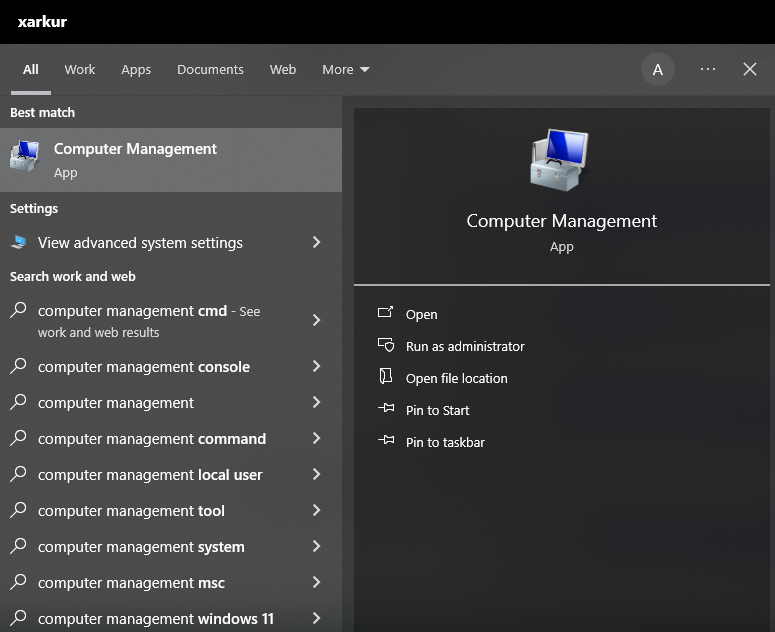 xarkur
All Work Apps Documents Web More A
Best match
Computer Management
App
Settings
View advanced system settings
Search work and web
computer management cmd - See
work and web results
computer management console
computer management
computer management command
computer management local user
computer management tool
computer management system
computer management msc
computer management windows 11
Computer Management
App
Open
Run as administrator
Open file location
Pin to Start
Pin to taskbar